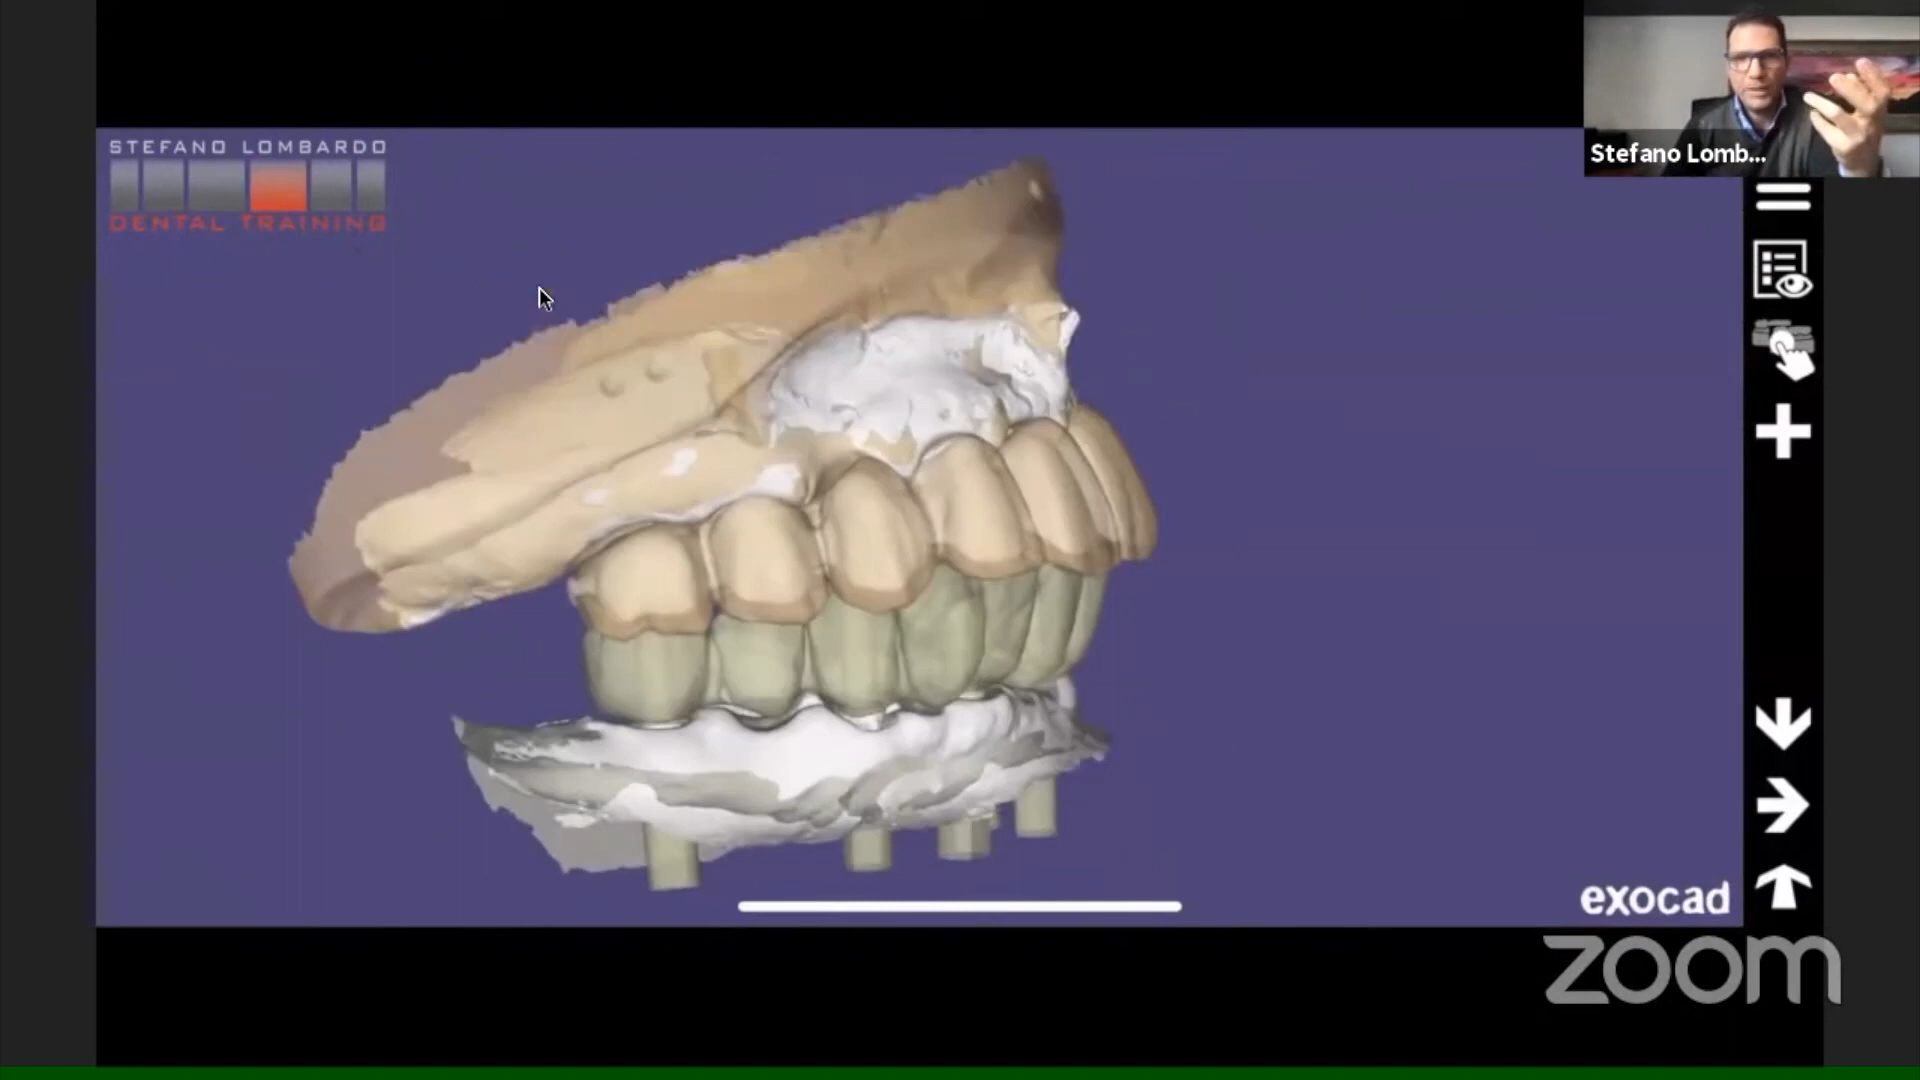 STEFANO LOMBARDO
DENTAL TRAINING
Stefano Lomb...
exocad
zoom